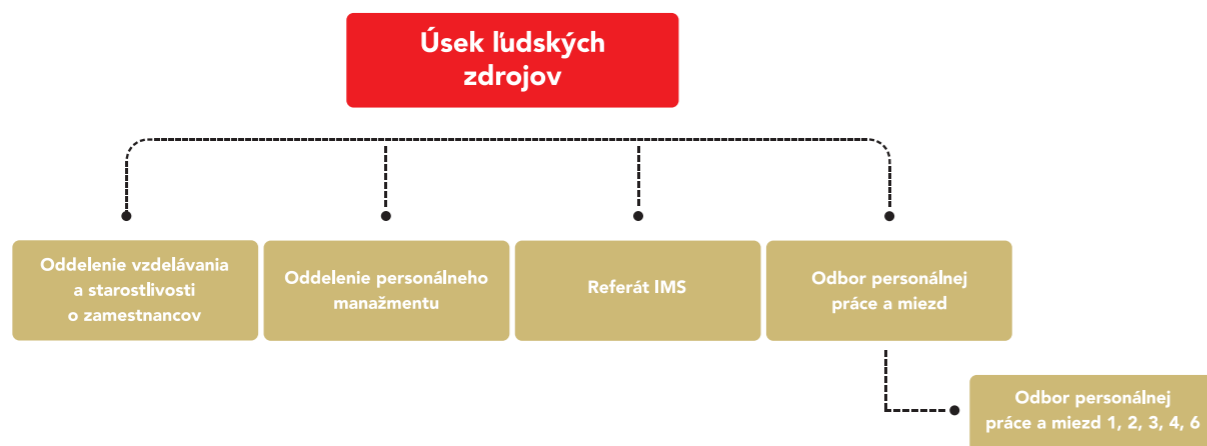 Úsek ľudských
zdrojov
Oddelenie vzdelávania
a starostlivosti
o zamestnancov
Oddelenie personálneho
manažmentu
Referát IMS
Odbor personálnej
práce a miezd
Odbor personálnej
práce a miezd 1, 2, 3, 4, 6